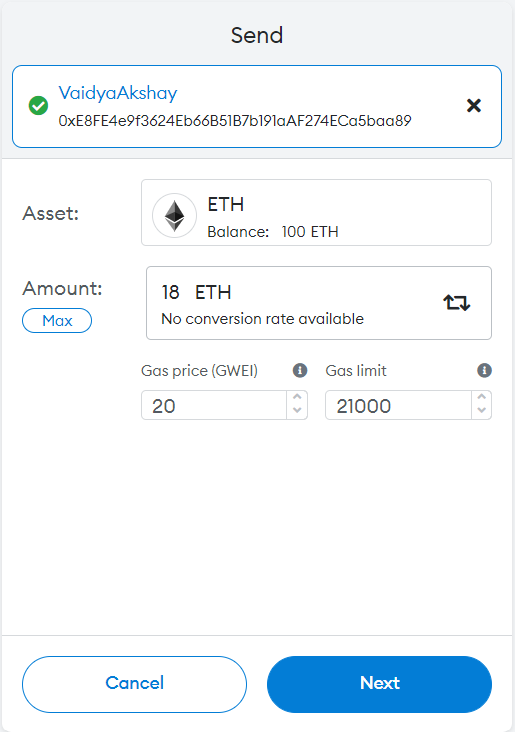 Send
VaidyaAkshay
0xE8FE4e9f3624Eb66B51B7b191aAF274ECa5baa89
Asset:
ETH
Balance: 100 ETH
Amount:
Max
18 ETH
No conversion rate available
Gas price (GWEI)
Gas limit
20
21000
Cancel
Next